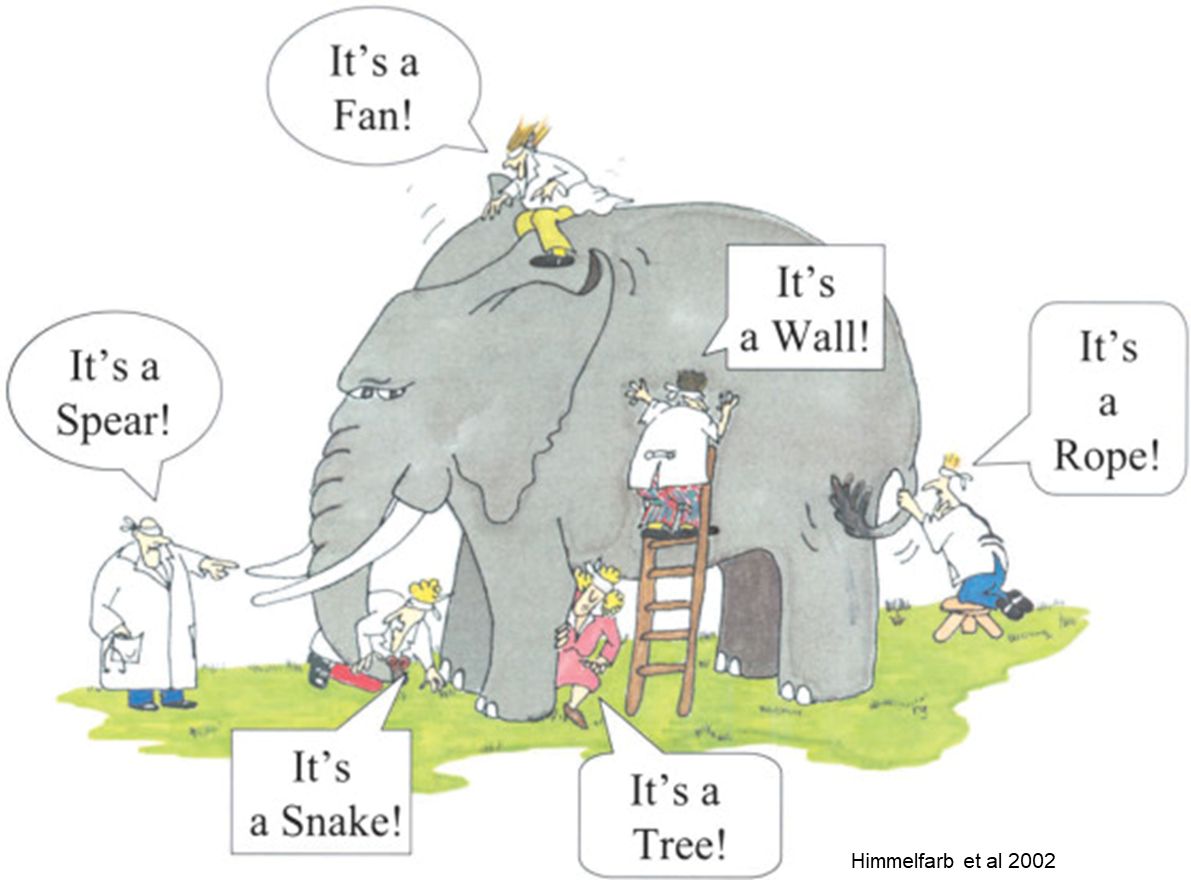 It's a
Fan!
It's
a Wall!
It's a
Spear!
It's
a
Rope!
It's
a Snake!
It's a
Tree!
Himmelfarb et al 2002